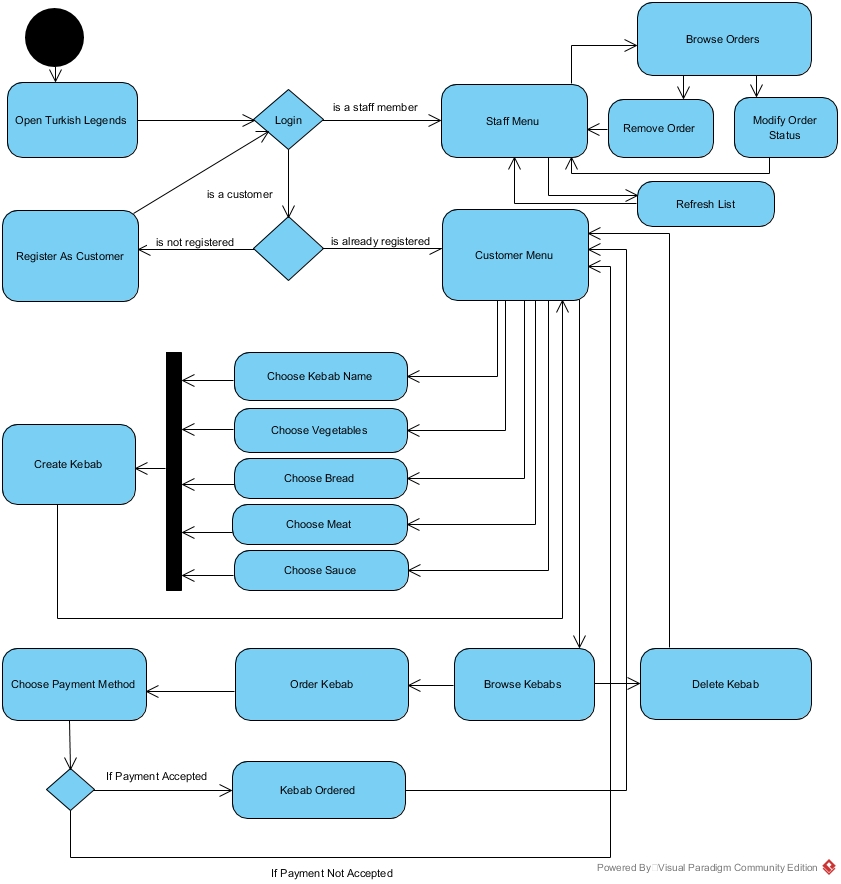 Browse Orders
Open Turkish Legends
Login
is a staff member
Staff Menu
Remove Order
Modify Order
Status
is a customer
Refresh List
Register As Customer
is not registered
is already registered
Customer Menu
Choose Kebab Name
Choose Vegetables
Create Kebab
Choose Bread
Choose Meat
Choose Sauce
Choose Payment Method
Order Kebab
Browse Kebabs
Delete Kebab
If Payment Accepted
Kebab Ordered
If Payment Not Accepted
Powered By Visual Paradigm Community Edition